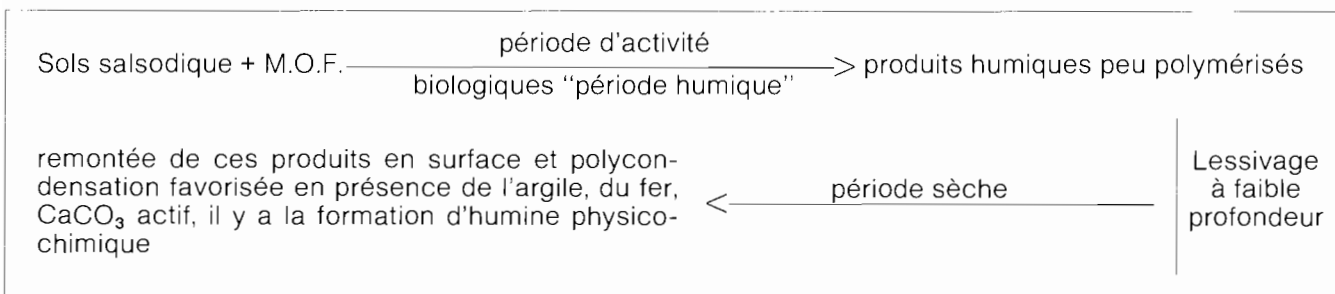 période d'activité
Sols salsodique + M.O.F. > produits humiques peu polymérisés
biologiques "période humique"
remontée de ces produits en surface et polycon-
densation favorisée en présence de l'argile, du fer,
CaCO₃ actif, il y a la formation d'humine physico-
chimique
< période sèche
Lessivage
à faible
profondeur